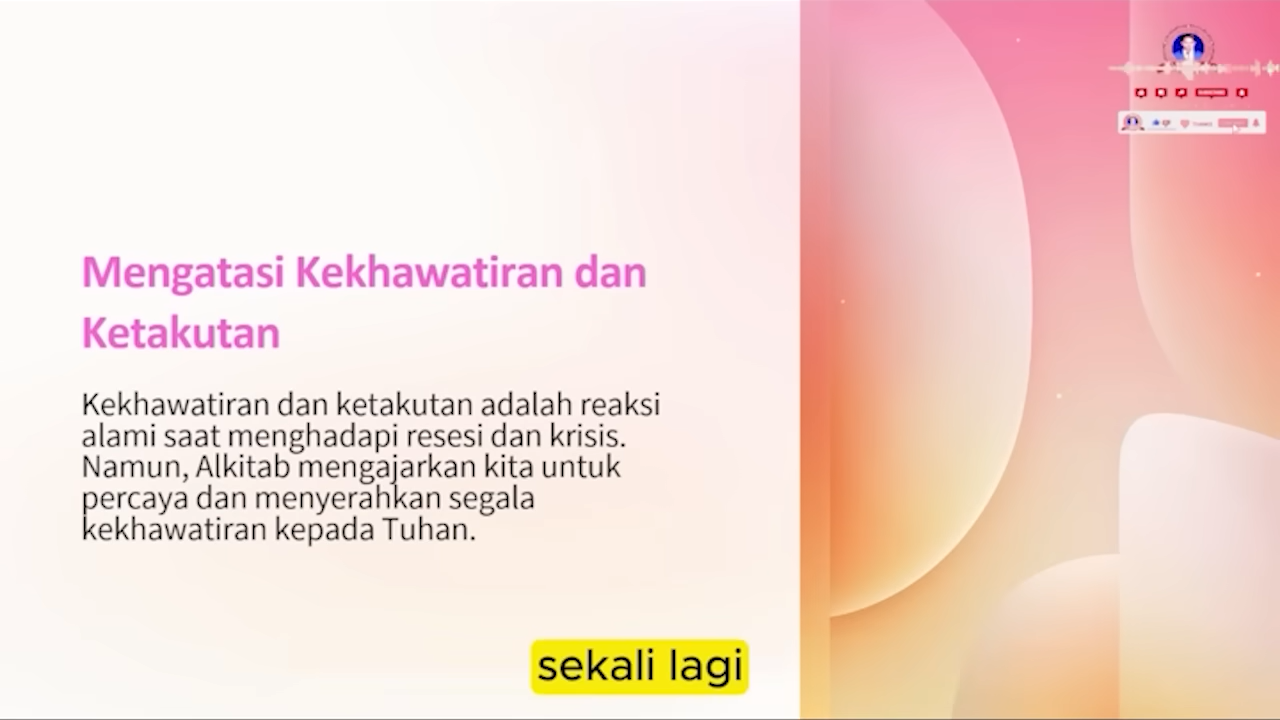 Mengatasi Kekhawatiran dan
Ketakutan
Kekhawatiran dan ketakutan adalah reaksi
alami saat menghadapi resesi dan krisis.
Namun, Alkitab mengajarkan kita untuk
percaya dan menyerahkan segala
kekhawatiran kepada Tuhan.
sekali lagi